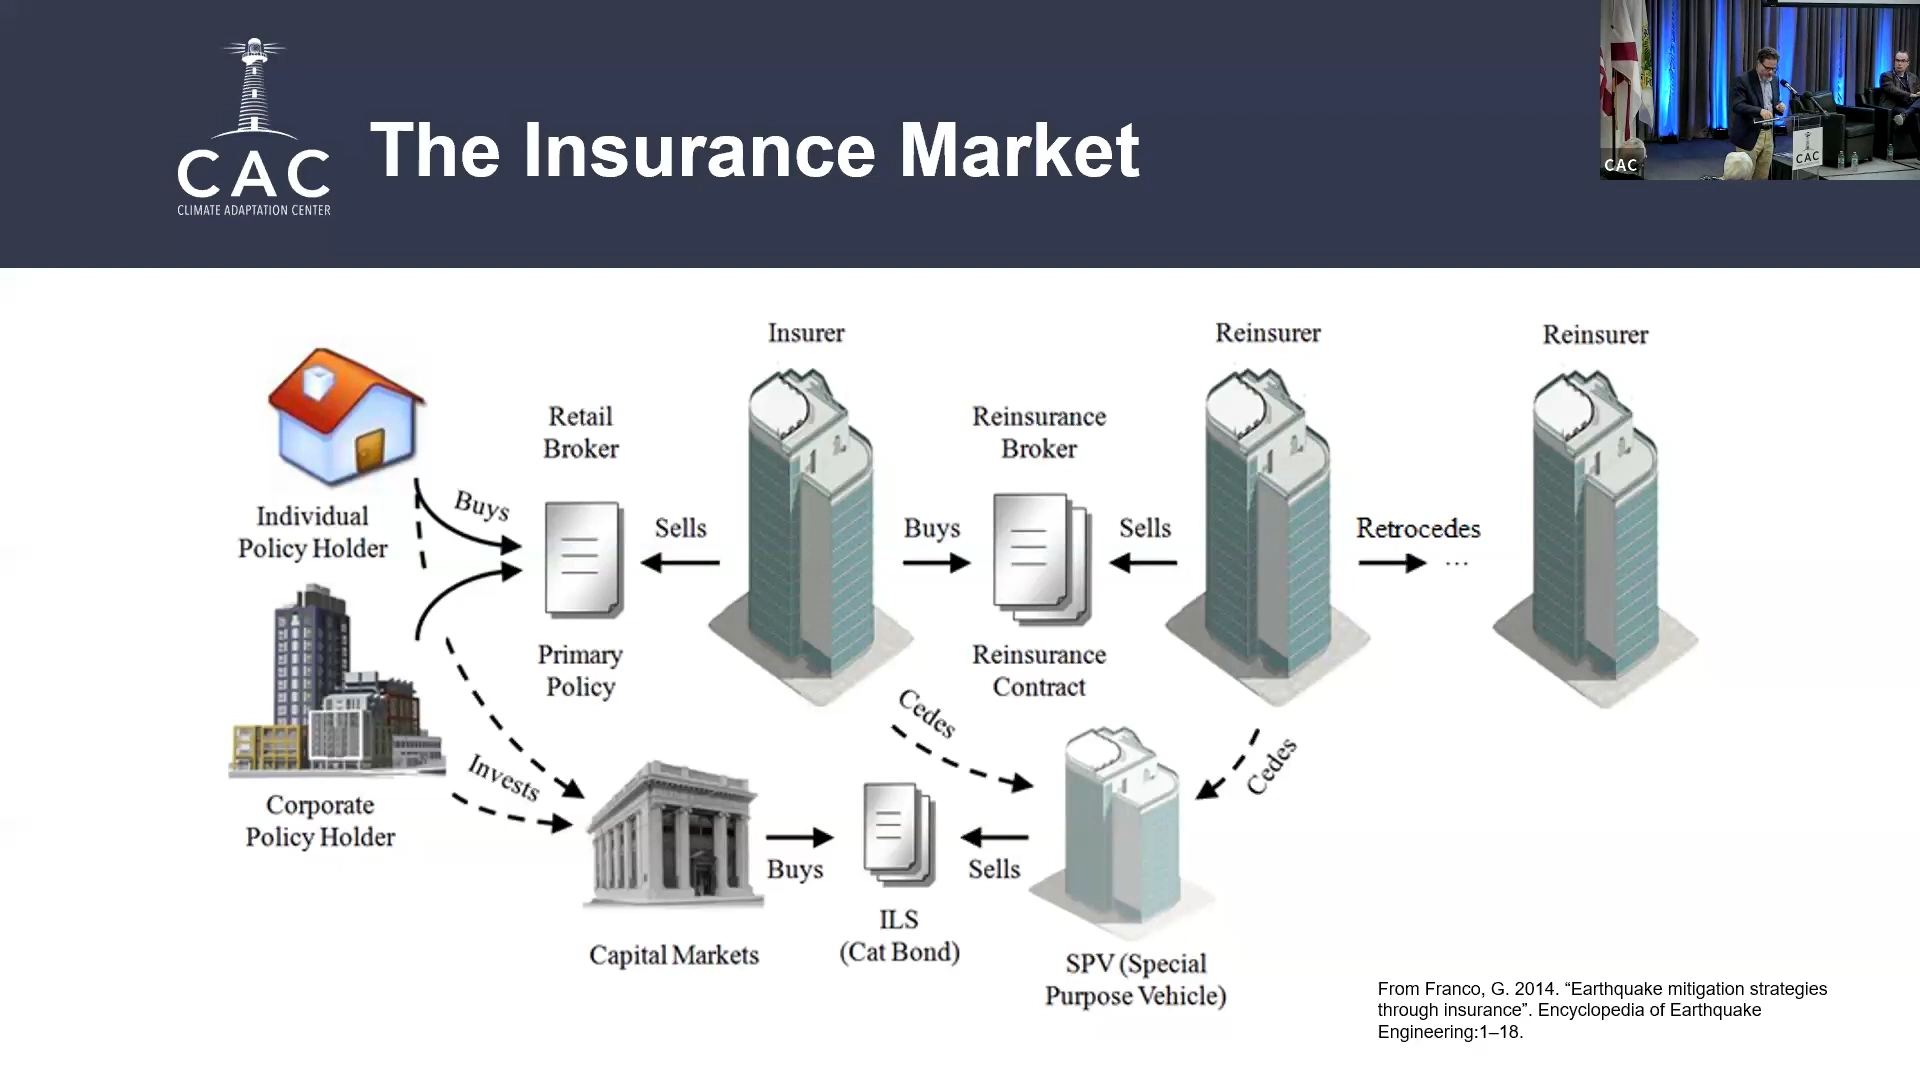 CAC
CLIMATE ADAPTATION CENTER
The Insurance Market
CAC
CAC
Insurer
Reinsurer
Reinsurer
Retail
Broker
Reinsurance
Broker
Individual
Policy Holder
Buys
Sells
Buys
Sells
Retrocedes
...
Primary
Policy
Reinsurance
Contract
Cedes
Cedes
Invests
Corporate
Policy Holder
Buys
Sells
ILS
(Cat Bond)
Capital Markets
SPV (Special
Purpose Vehicle)
From Franco, G. 2014. “Earthquake mitigation strategies
through insurance”. Encyclopedia of Earthquake
Engineering:1–18.